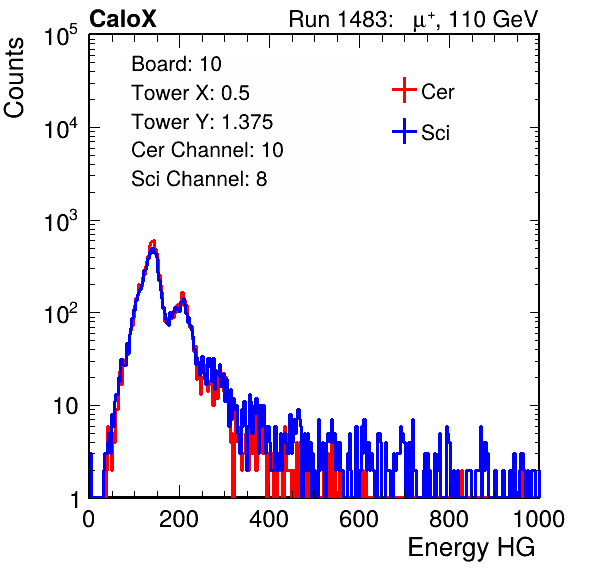 CaloX Run 1483: μ⁺, 110 GeV
Counts
10⁵
10⁴
10³
10²
10
1
Board: 10
Tower X: 0.5
Tower Y: 1.375
Cer Channel: 10
Sci Channel: 8
Cer
Sci
0 200 400 600 800 1000
Energy HG